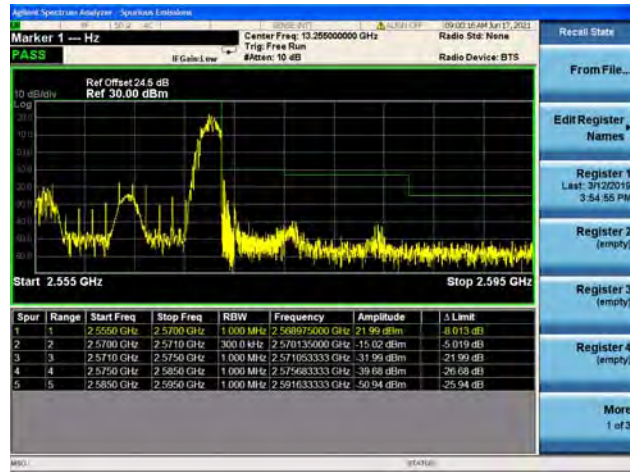 Agilent Spectrum Analyzer - Spurious Emissions
RF 50 Ω AC SENSE:INT ALIGN OFF 09:00:16 AM Jun 17, 2021
Marker 1 --- Hz
Center Freq: 13.255000000 GHz
Radio Std: None
PASS
IFGain:Low
Trig: Free Run
#Atten: 10 dB
Radio Device: BTS
Ref Offset 24.5 dB
10 dB/div Ref 30.00 dBm
Log
Start 2.555 GHz Stop 2.595 GHz
Spur Range Start Freq Stop Freq RBW Frequency Amplitude Δ Limit
1 1 2.5550 GHz 2.5700 GHz 1.000 MHz 2.568975000 GHz 21.99 dBm -8.013 dB
2 2 2.5700 GHz 2.5710 GHz 300.0 kHz 2.570135000 GHz -15.02 dBm -5.019 dB
3 3 2.5710 GHz 2.5750 GHz 1.000 MHz 2.571053333 GHz -31.99 dBm -21.99 dB
4 4 2.5750 GHz 2.5850 GHz 1.000 MHz 2.575683333 GHz -39.68 dBm -26.68 dB
5 5 2.5850 GHz 2.5950 GHz 1.000 MHz 2.591633333 GHz -50.94 dBm -25.94 dB
MSG STATUS
Recall State
From File...
Edit Register
Names
Register 1
Last: 3/12/2019
3:54:55 PM
Register 2
(empty)
Register 3
(empty)
Register 4
(empty)
More
1 of 3